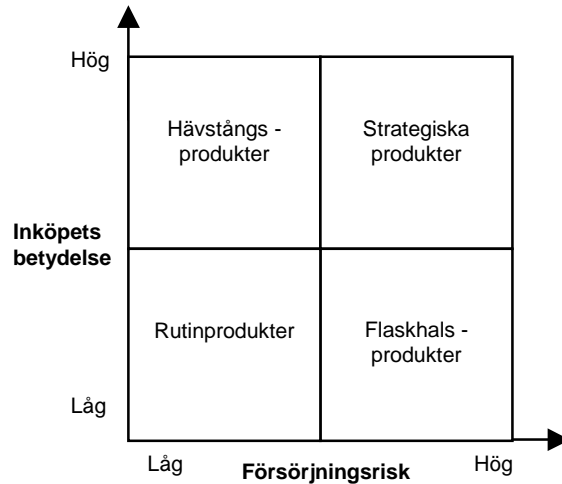 Hög
Hävstångs -
produkter
Strategiska
produkter
Inköpets
betydelse
Rutinprodukter
Flaskhals -
produkter
Låg
Låg
Försörjningsrisk
Hög